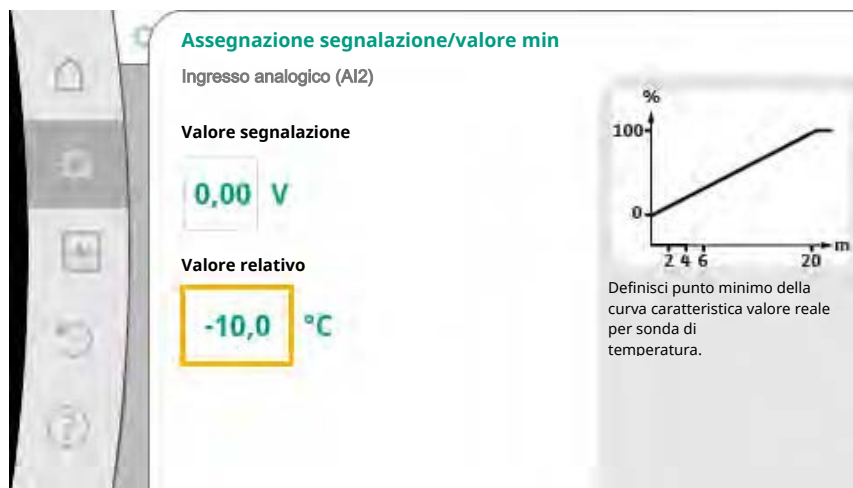 Assegnazione segnalazione/valore min
Ingresso analogico (AI2)
Valore segnalazione
0,00 V
Valore relativo
-10,0 °C
%
100
0
2 4 6 20
m
Definisci punto minimo della
curva caratteristica valore reale
per sonda di
temperatura.